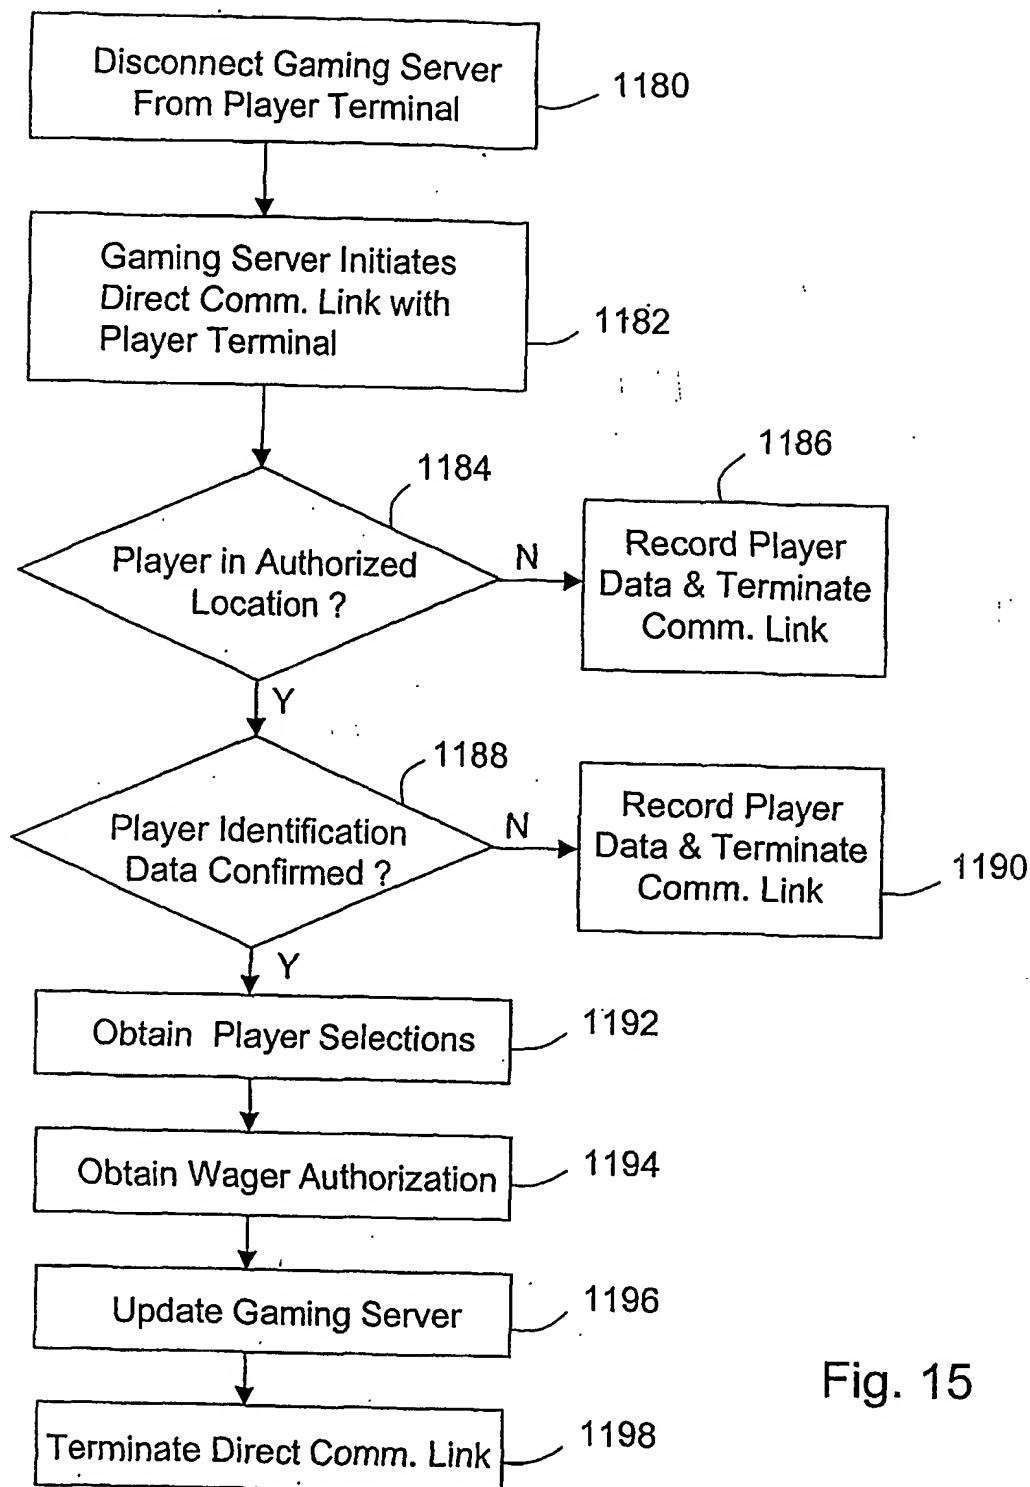 Disconnect Gaming Server
From Player Terminal
1180
Gaming Server Initiates
Direct Comm. Link with
Player Terminal
1182
1184
Player in Authorized
Location ?
N
1186
Record Player
Data & Terminate
Comm. Link
Y
1188
Player Identification
Data Confirmed ?
N
Record Player
Data & Terminate
Comm. Link
1190
Y
Obtain Player Selections
1192
Obtain Wager Authorization
1194
Update Gaming Server
1196
Terminate Direct Comm. Link
1198
Fig. 15